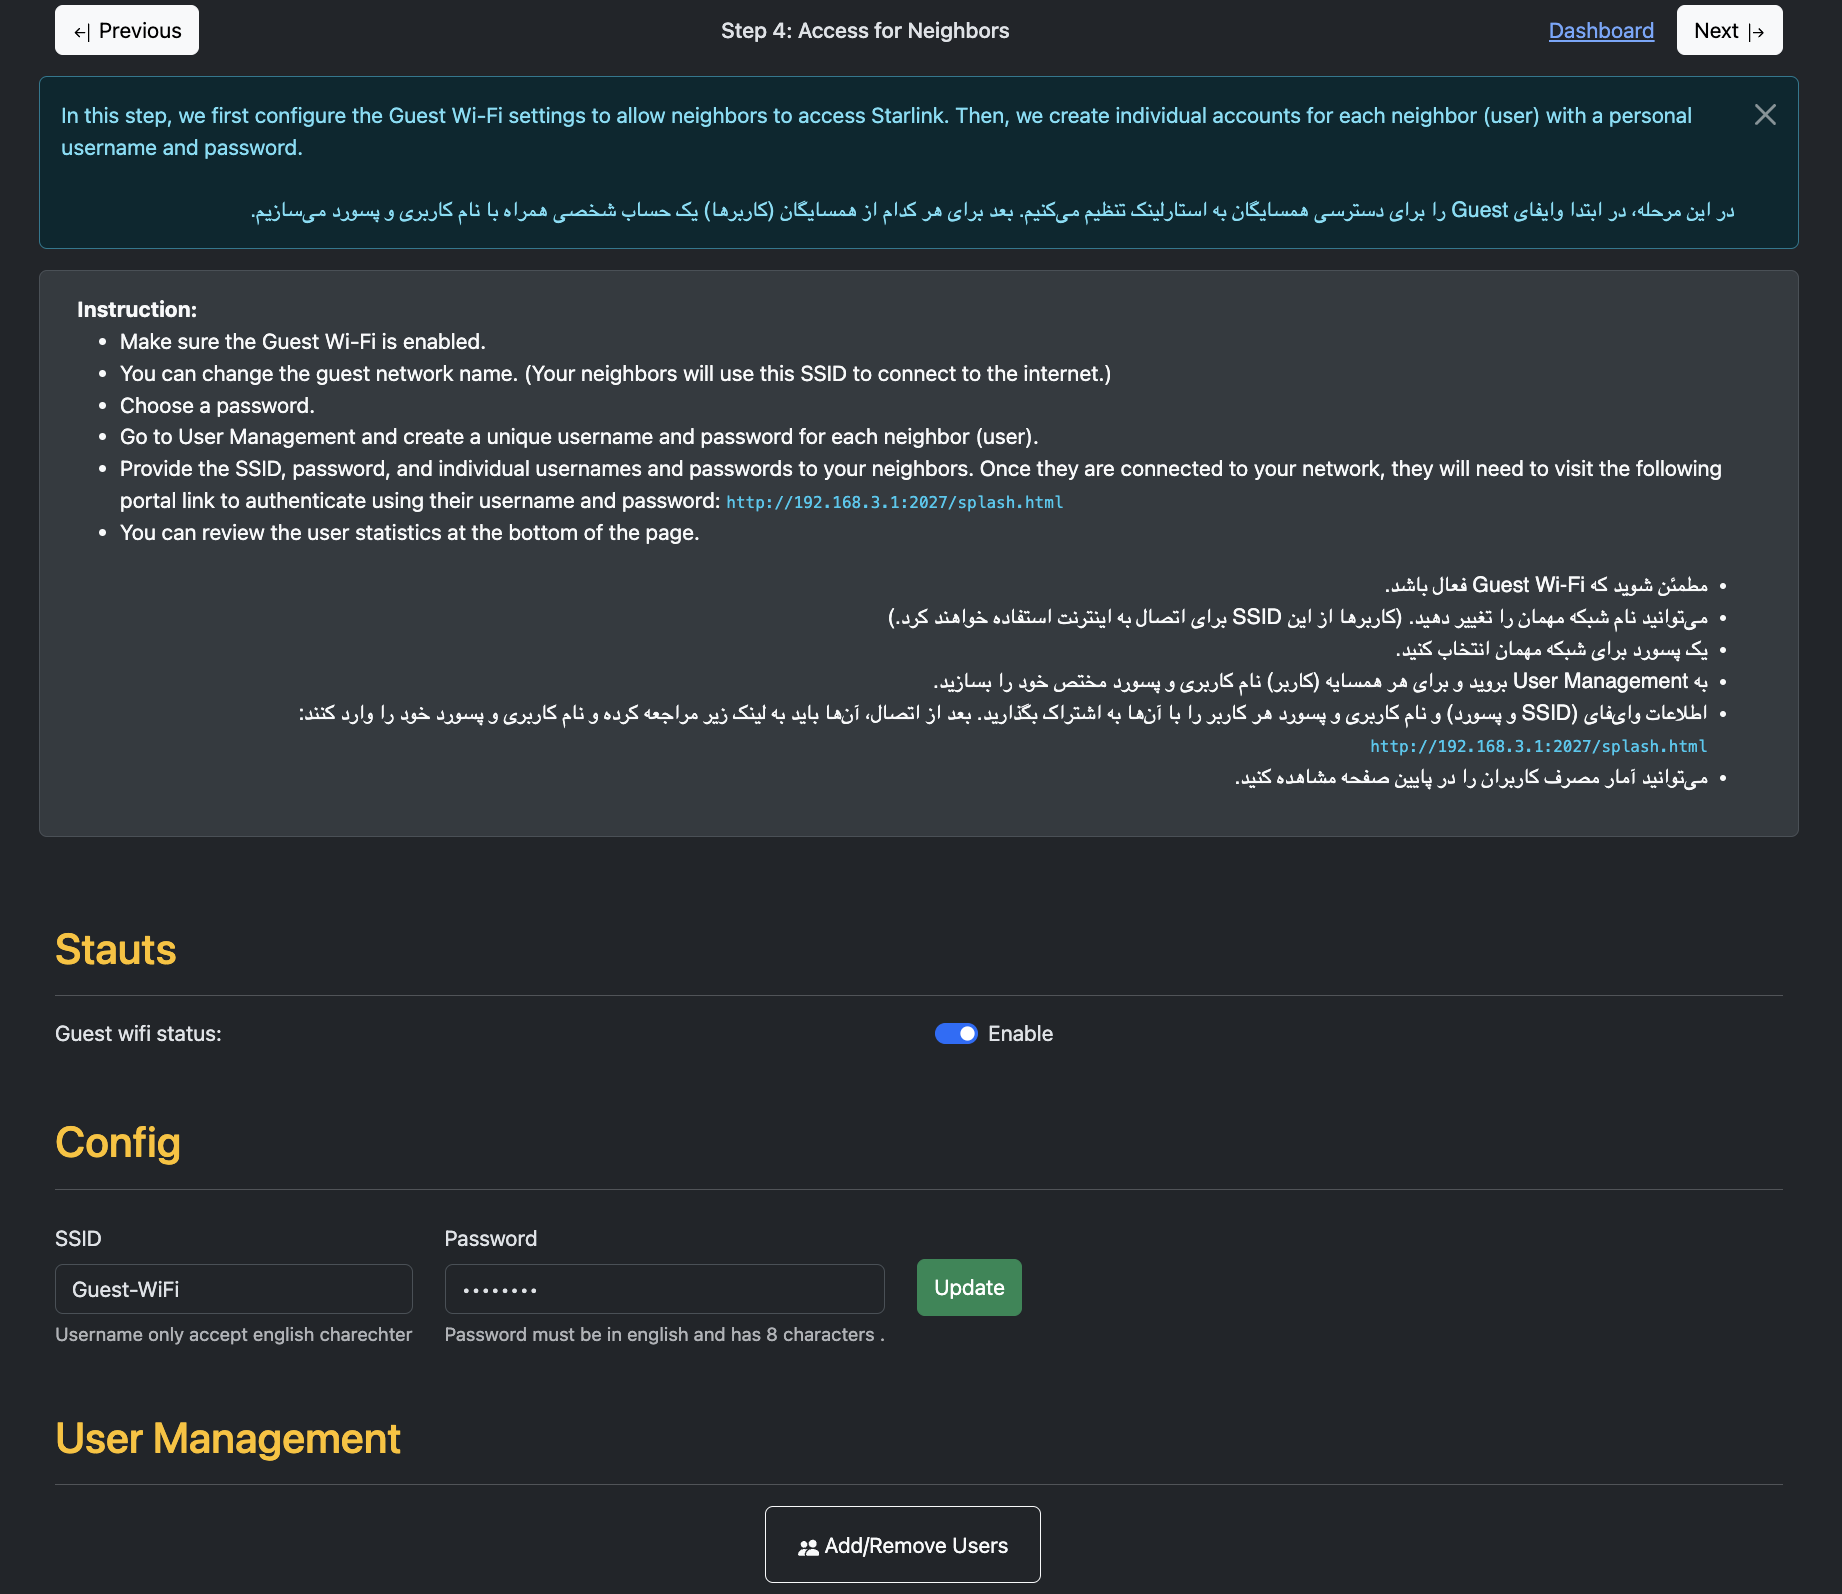 Previous
Step 4: Access for Neighbors
Dashboard
Next
In this step, we first configure the Guest Wi-Fi settings to allow neighbors to access Starlink. Then, we create individual accounts for each neighbor (user) with a personal
username and password.
در این مرحله، در ابتدا وایفای Guest را برای دسترسی همسایگان به استارلینک تنظیم می‌کنیم. بعد برای هر کدام از همسایگان (کاربرها) یک حساب شخصی همراه با نام کاربری و پسورد می‌سازیم.
Instruction:
• Make sure the Guest Wi-Fi is enabled.
• You can change the guest network name. (Your neighbors will use this SSID to connect to the internet.)
• Choose a password.
• Go to User Management and create a unique username and password for each neighbor (user).
• Provide the SSID, password, and individual usernames and passwords to your neighbors. Once they are connected to your network, they will need to visit the following
portal link to authenticate using their username and password: http://192.168.3.1:2027/splash.html
• You can review the user statistics at the bottom of the page.
• مطمئن شوید که Guest Wi-Fi فعال باشد.
• می‌توانید نام شبکه مهمان را تغییر دهید. (کاربرها از این SSID برای اتصال به اینترنت استفاده خواهند کرد.)
• یک پسورد برای شبکه مهمان انتخاب کنید.
• به User Management بروید و برای هر همسایه (کاربر) نام کاربری و پسورد مختص خود را بسازید.
• اطلاعات وای‌فای (SSID و پسورد) و نام کاربری و پسورد هر کاربر را با آن‌ها به اشتراک بگذارید. بعد از اتصال، آن‌ها باید به لینک زیر مراجعه کرده و نام کاربری و پسورد خود را وارد کنند:
http://192.168.3.1:2027/splash.html
• می‌توانید آمار مصرف کاربران را در پایین صفحه مشاهده کنید.
Stauts
Guest wifi status:
Enable
Config
SSID
Password
Guest-WiFi
••••••••
Update
Username only accept english charechter
Password must be in english and has 8 characters .
User Management
Add/Remove Users